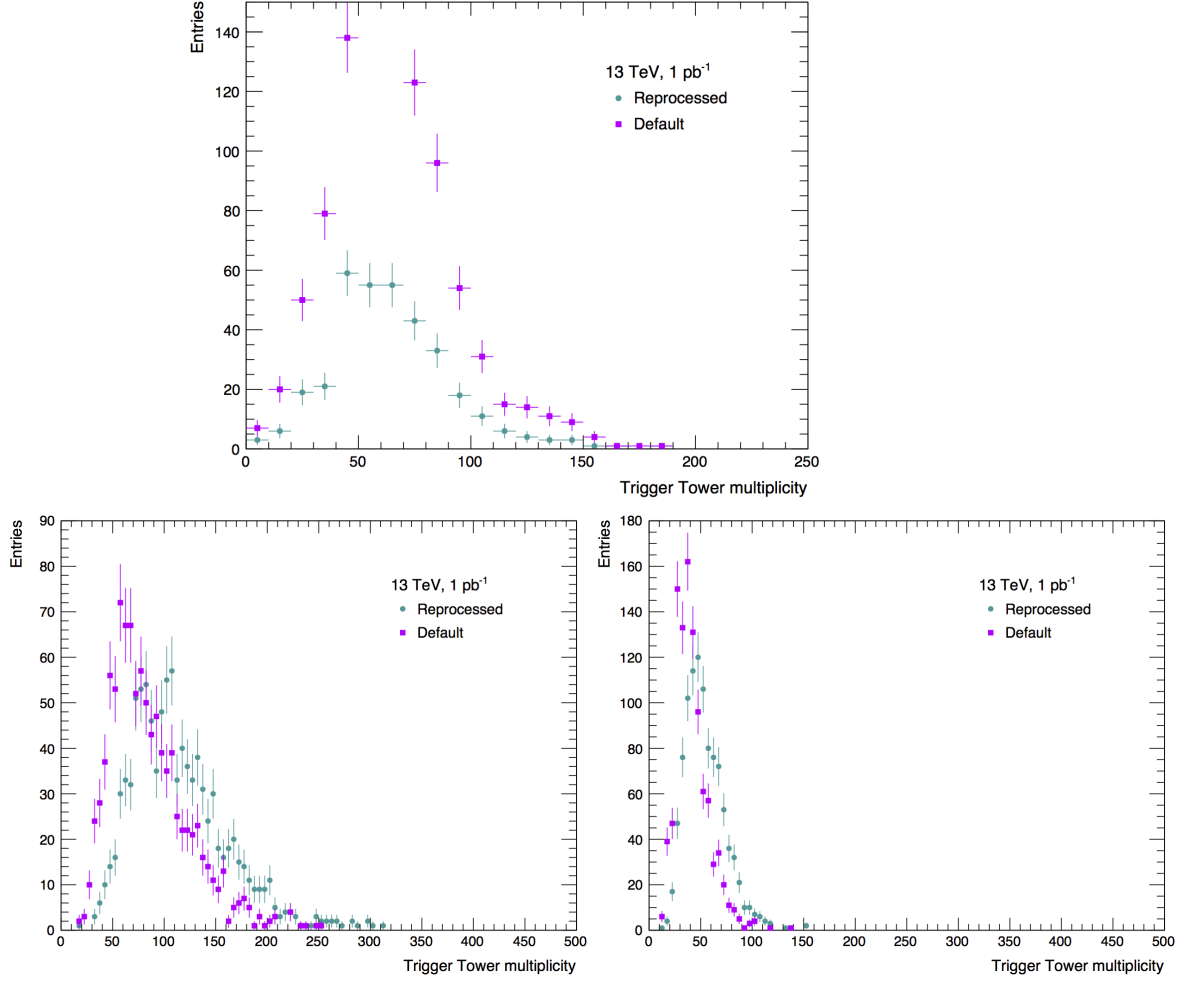 Entries
140
120
100
80
60
40
20
0
13 TeV, 1 pb⁻¹
Reprocessed
Default
0 50 100 150 200 250
Trigger Tower multiplicity
Entries
90
80
70
60
50
40
30
20
10
0
13 TeV, 1 pb⁻¹
Reprocessed
Default
0 50 100 150 200 250 300 350 400 450 500
Trigger Tower multiplicity
Entries
180
160
140
120
100
80
60
40
20
0
13 TeV, 1 pb⁻¹
Reprocessed
Default
0 50 100 150 200 250 300 350 400 450 500
Trigger Tower multiplicity